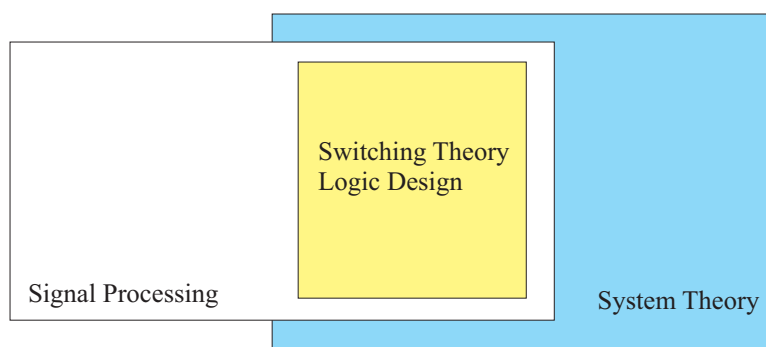 Switching Theory
Logic Design
Signal Processing
System Theory